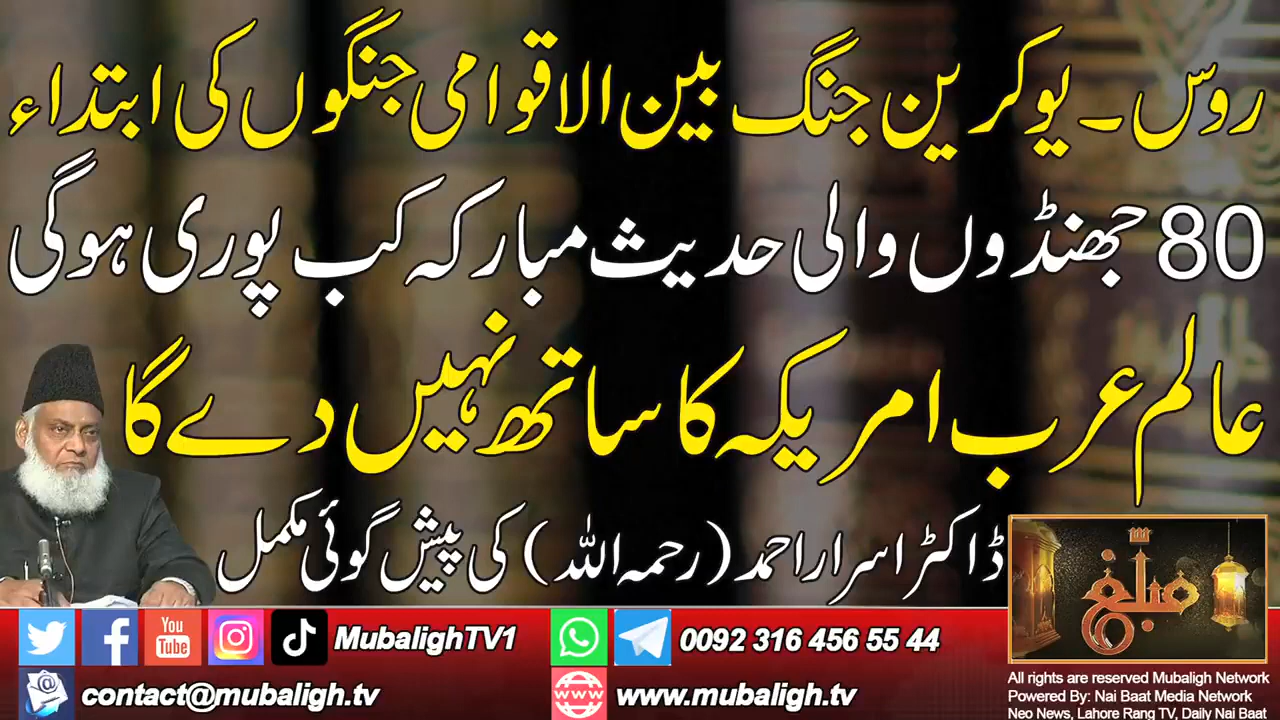 روس۔یوکرین جنگ بین الاقوامی جنگوں کی ابتداء
80 جھنڈوں والی حدیث مبارکہ کب پوری ہوگی
عالم عرب امریکہ کا ساتھ نہیں دے گا
ڈاکٹر اسرار احمد (رحمہ اللہ) کی پیش گوئی مکمل
مبلغ
You
Tube
MubalighTV1
0092 316 456 55 44
contact@mubaligh.tv
www
www.mubaligh.tv
All rights are reserved Mubaligh Network
Powered By: Nai Baat Media Network
Neo News, Lahore Rang TV, Daily Nai Baat